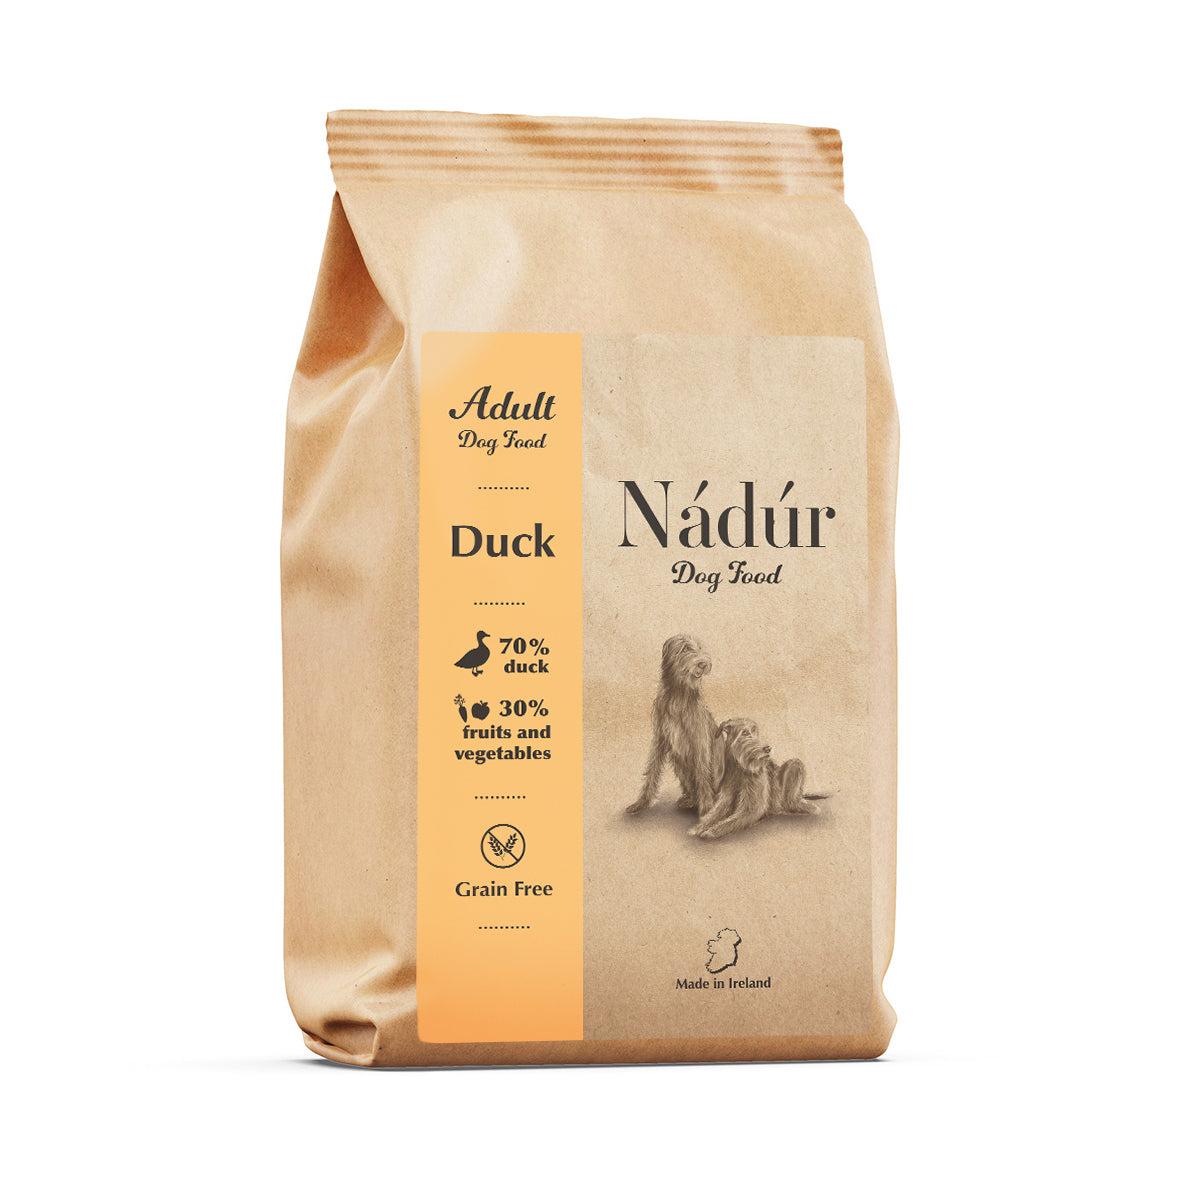 Adult
Dog Food
Duck
70%
duck
30%
fruits and
vegetables
Grain Free
Nádúr
Dog Food
Made in Ireland